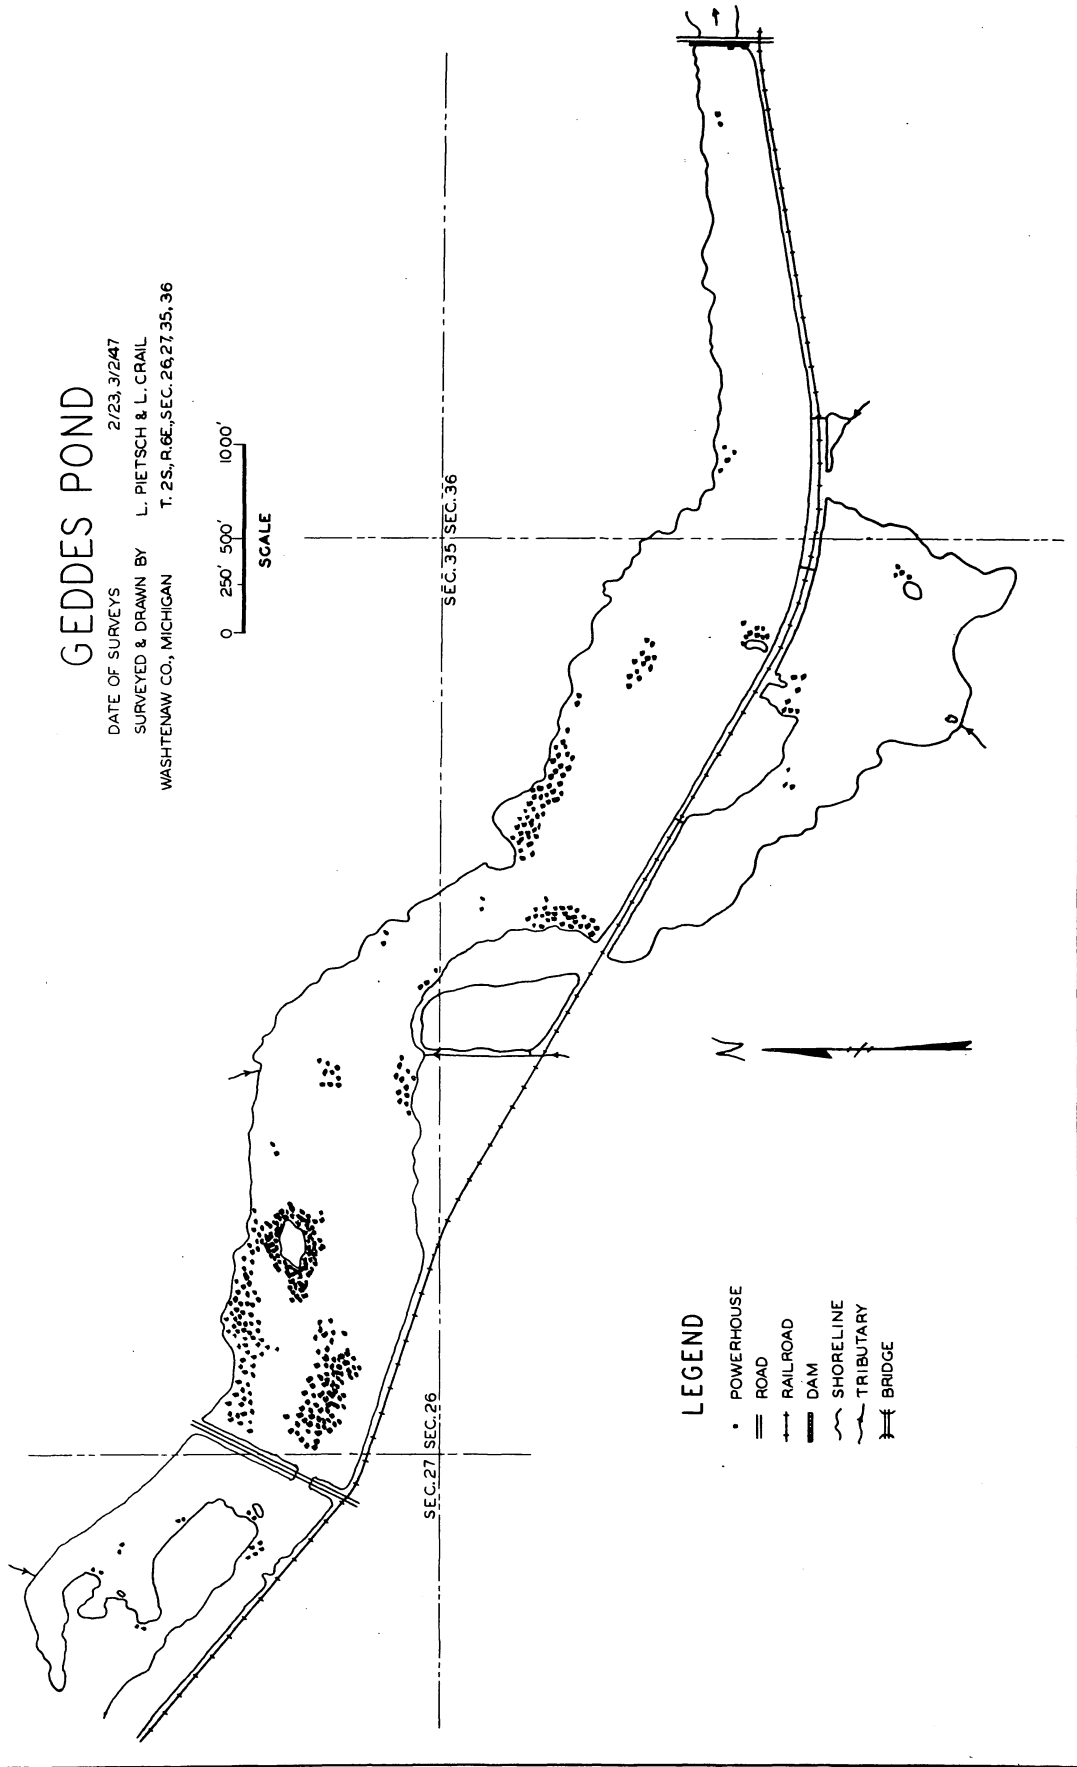 GEDDES POND
DATE OF SURVEYS 2/23, 3/2/47
SURVEYED & DRAWN BY L. PIETSCH & L. CRAIL
WASHTENAW CO., MICHIGAN T. 2S., R.6E., SEC. 26,27,35,36
0 250' 500' 1000'
SCALE
SEC. 35 SEC. 36
SEC. 27 SEC. 26
N
LEGEND
POWERHOUSE
ROAD
RAILROAD
DAM
SHORELINE
TRIBUTARY
BRIDGE